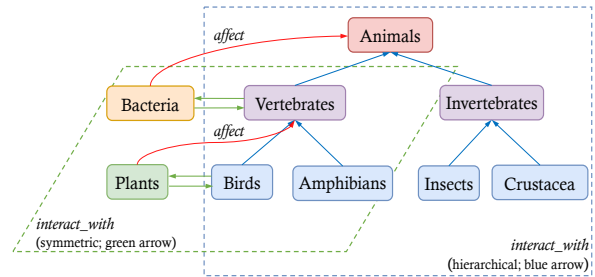 affect
Animals
Bacteria
Vertebrates
Invertebrates
affect
Plants
Birds
Amphibians
Insects
Crustacea
interact_with
(symmetric; green arrow)
interact_with
(hierarchical; blue arrow)